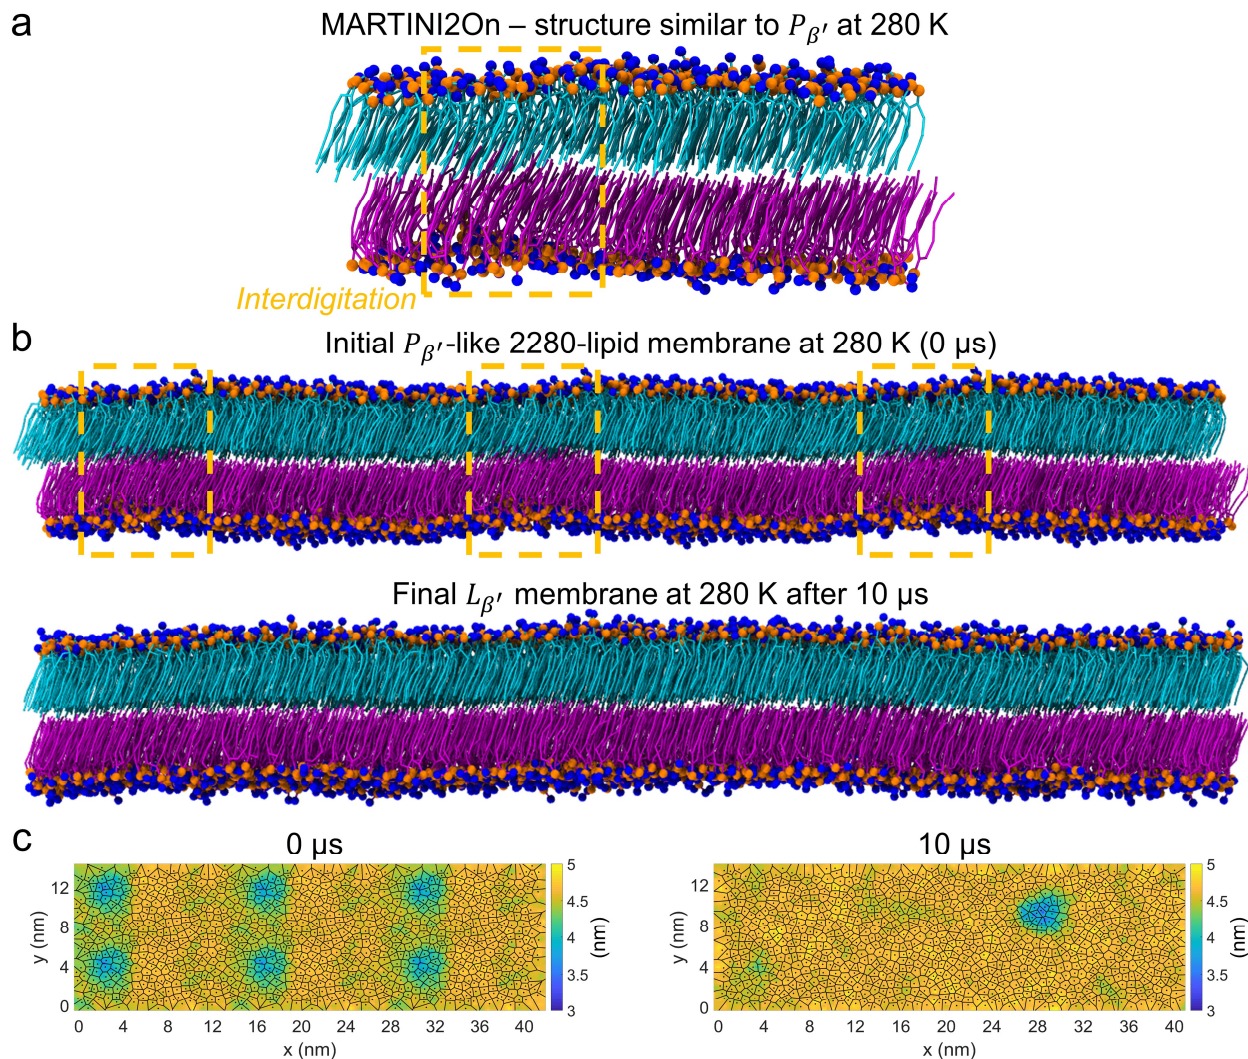 a
MARTINI2On – structure similar to Pβ′ at 280 K
Interdigitation
b
Initial Pβ′-like 2280-lipid membrane at 280 K (0 µs)
Final Lβ′ membrane at 280 K after 10 µs
c
0 µs
12
8
4
0
y (nm)
0 4 8 12 16 20 24 28 32 36 40
x (nm)
5
4.5
4
3.5
3
(nm)
10 µs
12
8
4
0
y (nm)
0 4 8 12 16 20 24 28 32 36 40
x (nm)
5
4.5
4
3.5
3
(nm)